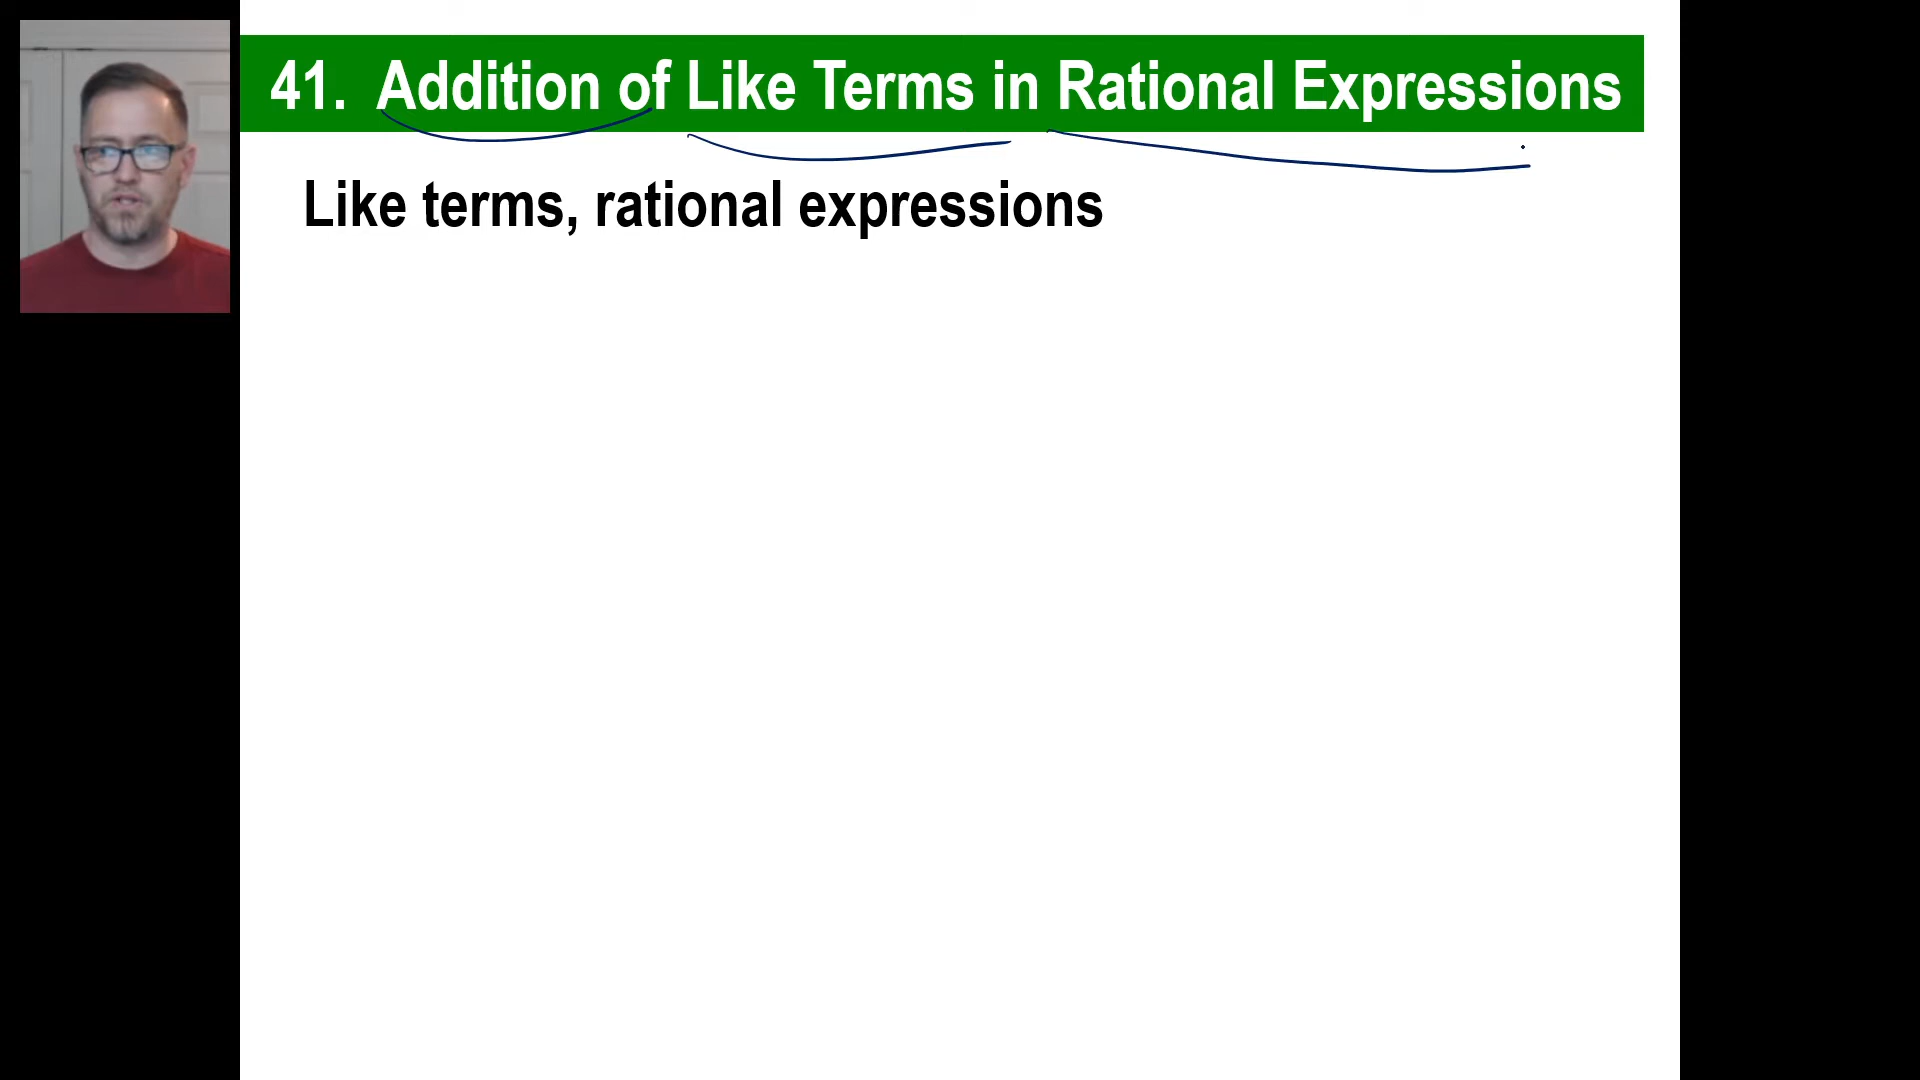 41. Addition of Like Terms in Rational Expressions
Like terms, rational expressions